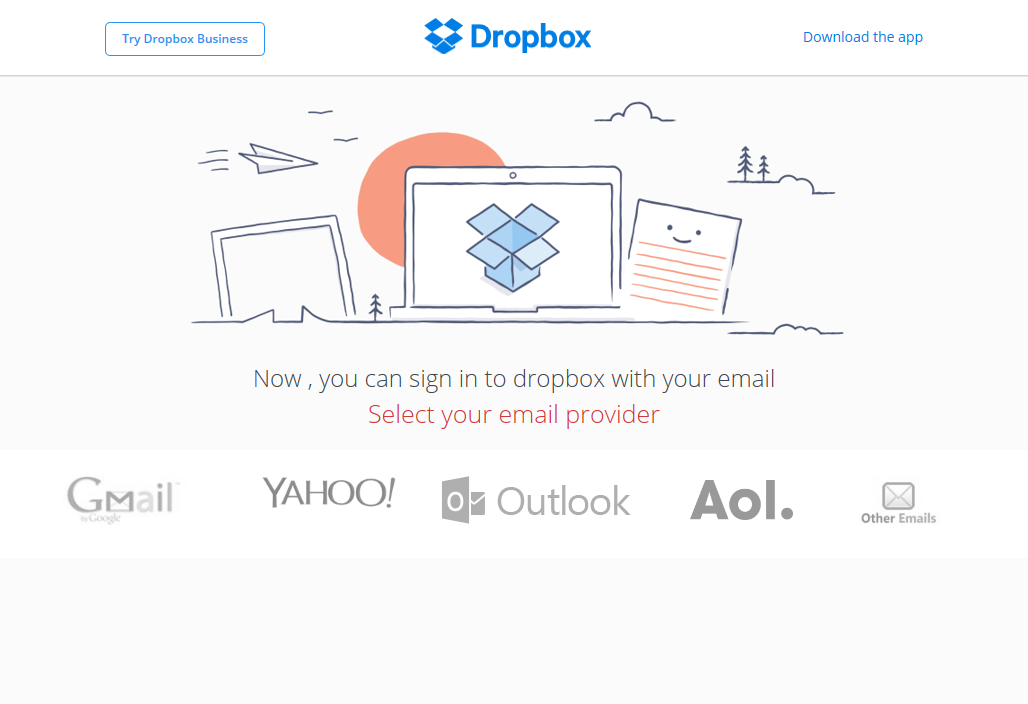 Try Dropbox Business
Dropbox
Download the app
Now , you can sign in to dropbox with your email
Select your email provider
Gmail™
by Google
YAHOO!
O Outlook
Aol.
Other Emails